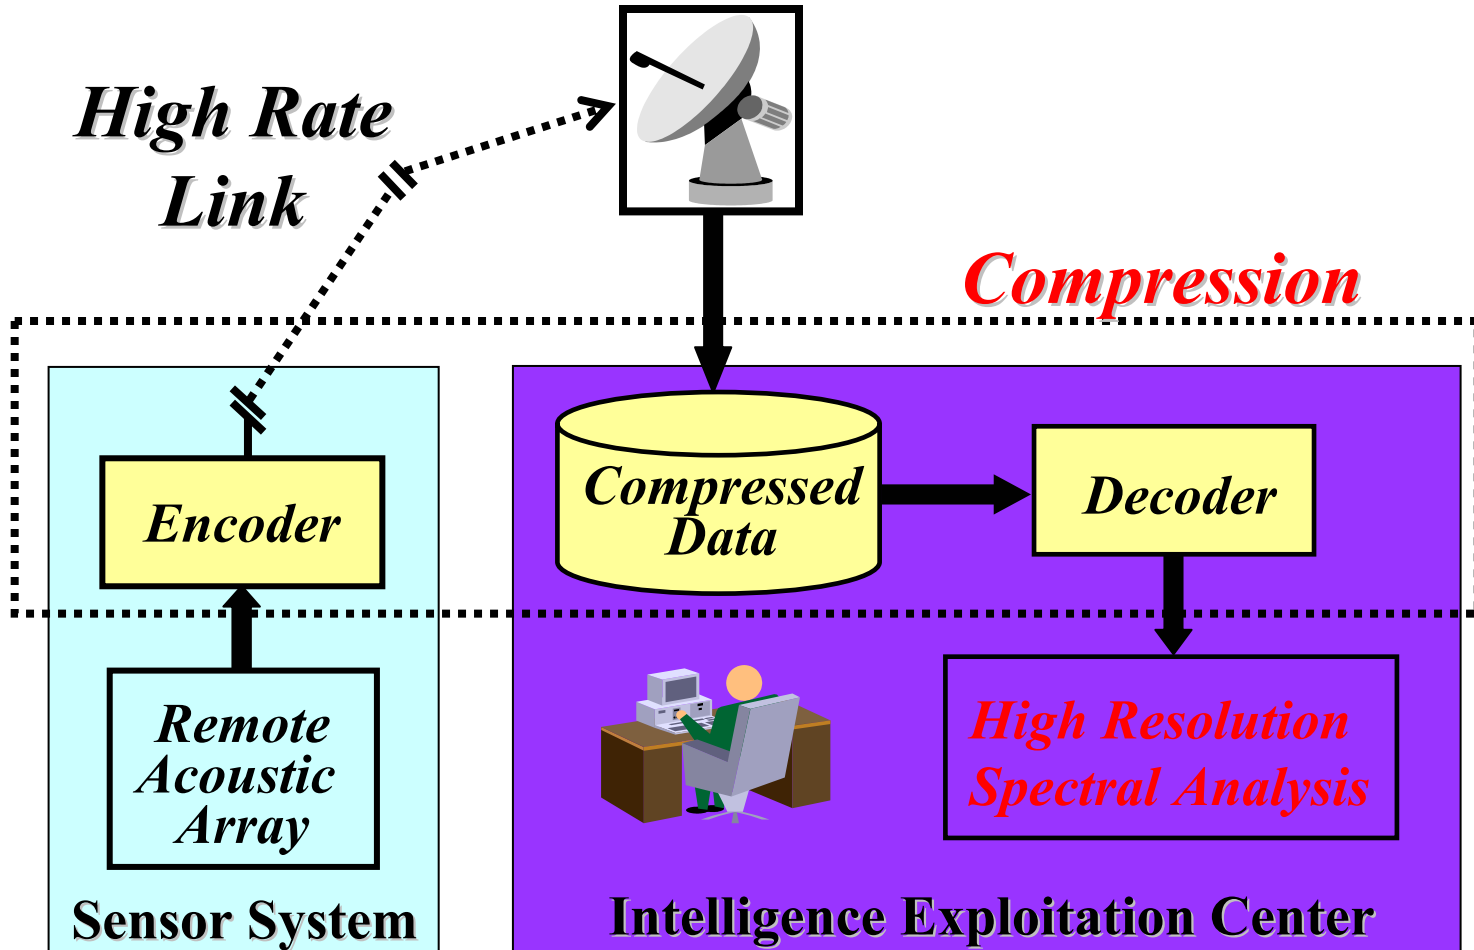 High Rate
Link
Compression
Encoder
Compressed
Data
Decoder
Remote
Acoustic
Array
High Resolution
Spectral Analysis
Sensor System
Intelligence Exploitation Center